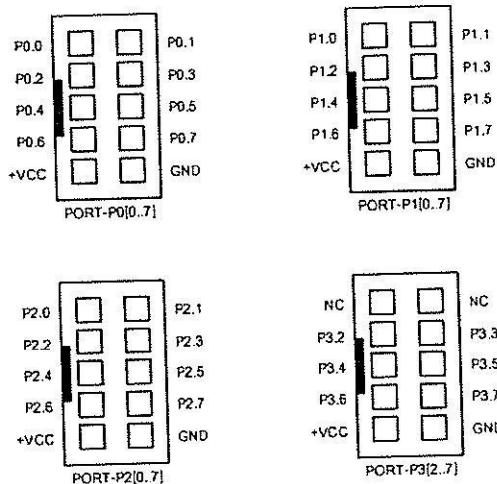 P0.0 P0.1
P0.2 P0.3
P0.4 P0.5
P0.6 P0.7
+VCC GND
PORT-P0[0..7]
P1.0 P1.1
P1.2 P1.3
P1.4 P1.5
P1.6 P1.7
+VCC GND
PORT-P1[0..7]
P2.0 P2.1
P2.2 P2.3
P2.4 P2.5
P2.6 P2.7
+VCC GND
PORT-P2[0..7]
NC NC
P3.2 P3.3
P3.4 P3.5
P3.6 P3.7
+VCC GND
PORT-P3[2..7]